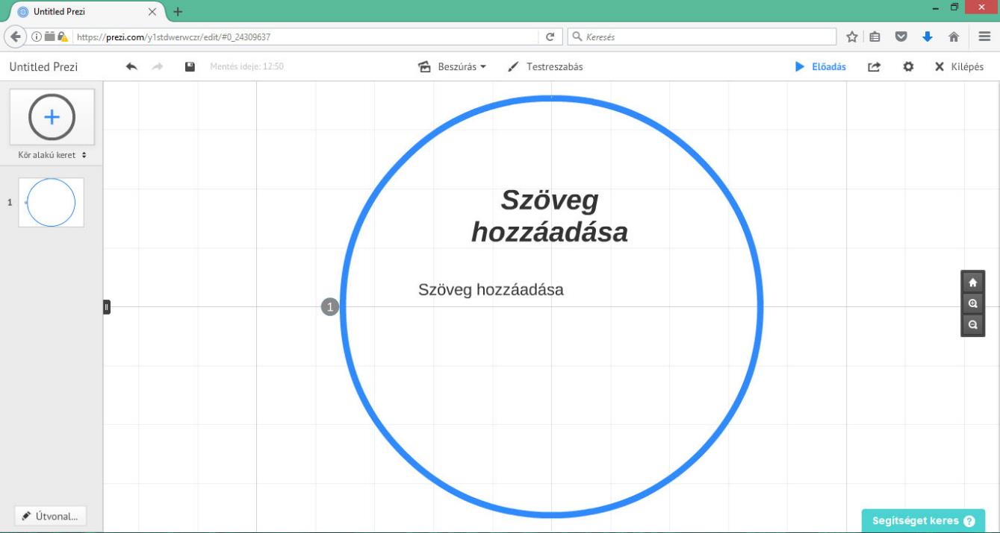 Untitled Prezi
https://prezi.com/y1stdwerwczr/edit/#0_24309637
Keresés
Untitled Prezi
Mentés ideje: 12:50
Beszúrás
Testreszabás
Előadás
Kilépés
Kör alakú keret
1
Szöveg
hozzáadása
Szöveg hozzáadása
1
Útvonal...
Segítséget keres ?